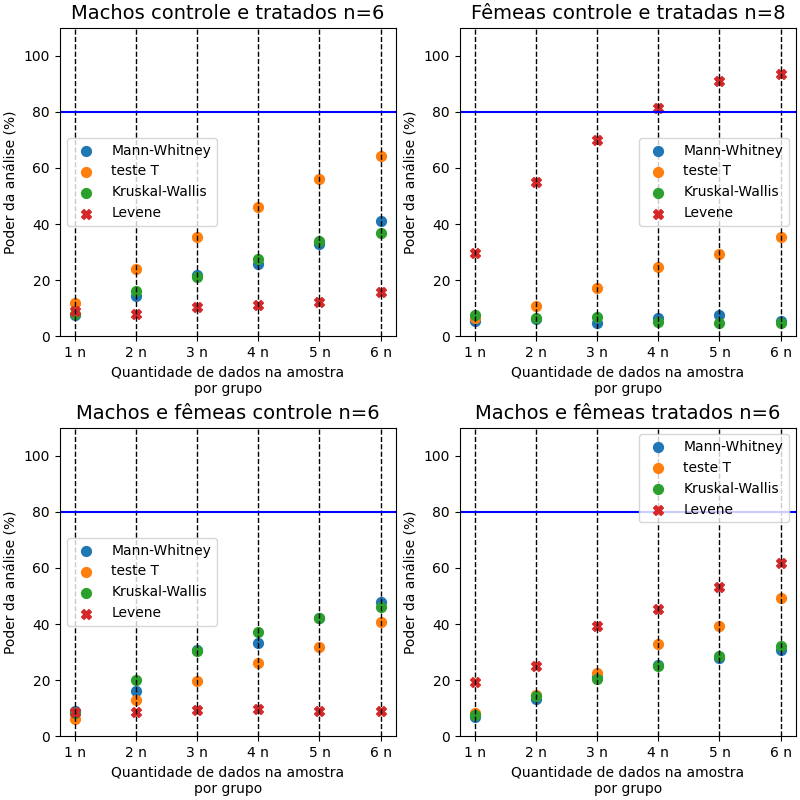 Machos controle e tratados n=6
100
80
60
40
20
0
Poder da análise (%)
Mann-Whitney
teste T
Kruskal-Wallis
Levene
1 n 2 n 3 n 4 n 5 n 6 n
Quantidade de dados na amostra
por grupo
Fêmeas controle e tratadas n=8
100
80
60
40
20
0
Poder da análise (%)
Mann-Whitney
teste T
Kruskal-Wallis
Levene
1 n 2 n 3 n 4 n 5 n 6 n
Quantidade de dados na amostra
por grupo
Machos e fêmeas controle n=6
100
80
60
40
20
0
Poder da análise (%)
Mann-Whitney
teste T
Kruskal-Wallis
Levene
1 n 2 n 3 n 4 n 5 n 6 n
Quantidade de dados na amostra
por grupo
Machos e fêmeas tratados n=6
100
80
60
40
20
0
Poder da análise (%)
Mann-Whitney
teste T
Kruskal-Wallis
Levene
1 n 2 n 3 n 4 n 5 n 6 n
Quantidade de dados na amostra
por grupo